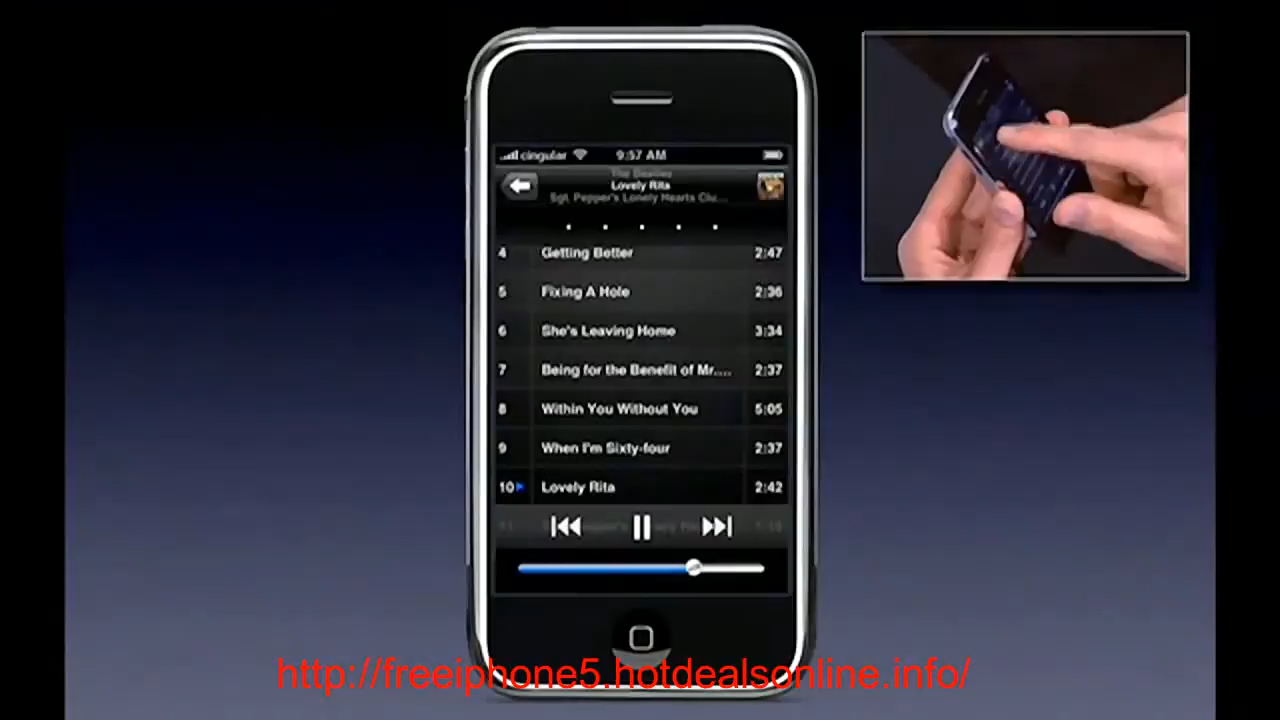 cingular 9:57 AM
The Beatles
Lovely Rita
Sgt. Pepper's Lonely Hearts Clu...
4 Getting Better 2:47
5 Fixing A Hole 2:36
6 She's Leaving Home 3:34
7 Being for the Benefit of Mr.... 2:37
8 Within You Without You 5:05
9 When I'm Sixty-four 2:37
10 Lovely Rita 2:42
http://freeiphone5.hotdealsonline.info/